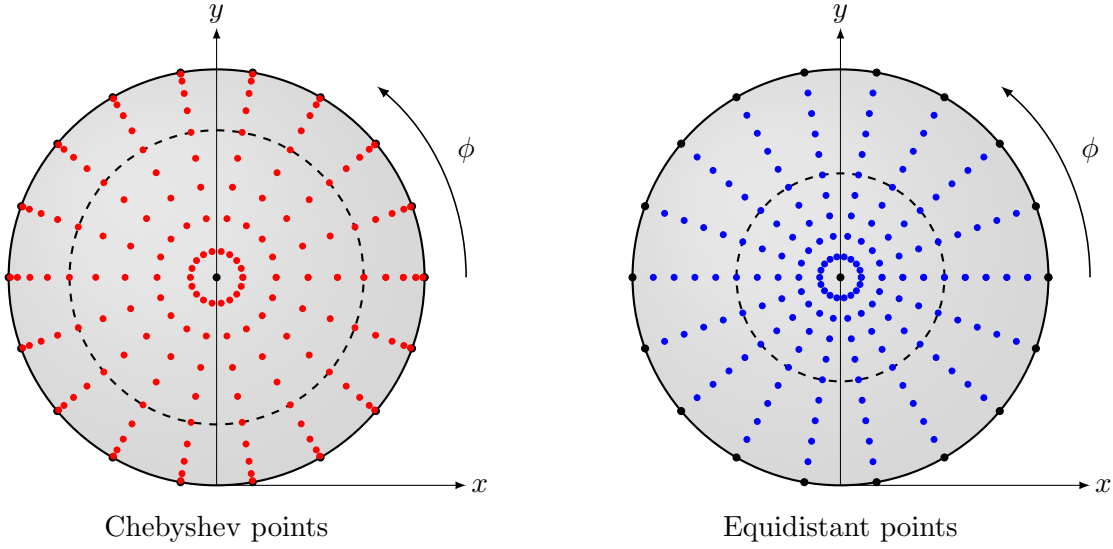 y
y
ϕ
ϕ
x
x
Chebyshev points
Equidistant points